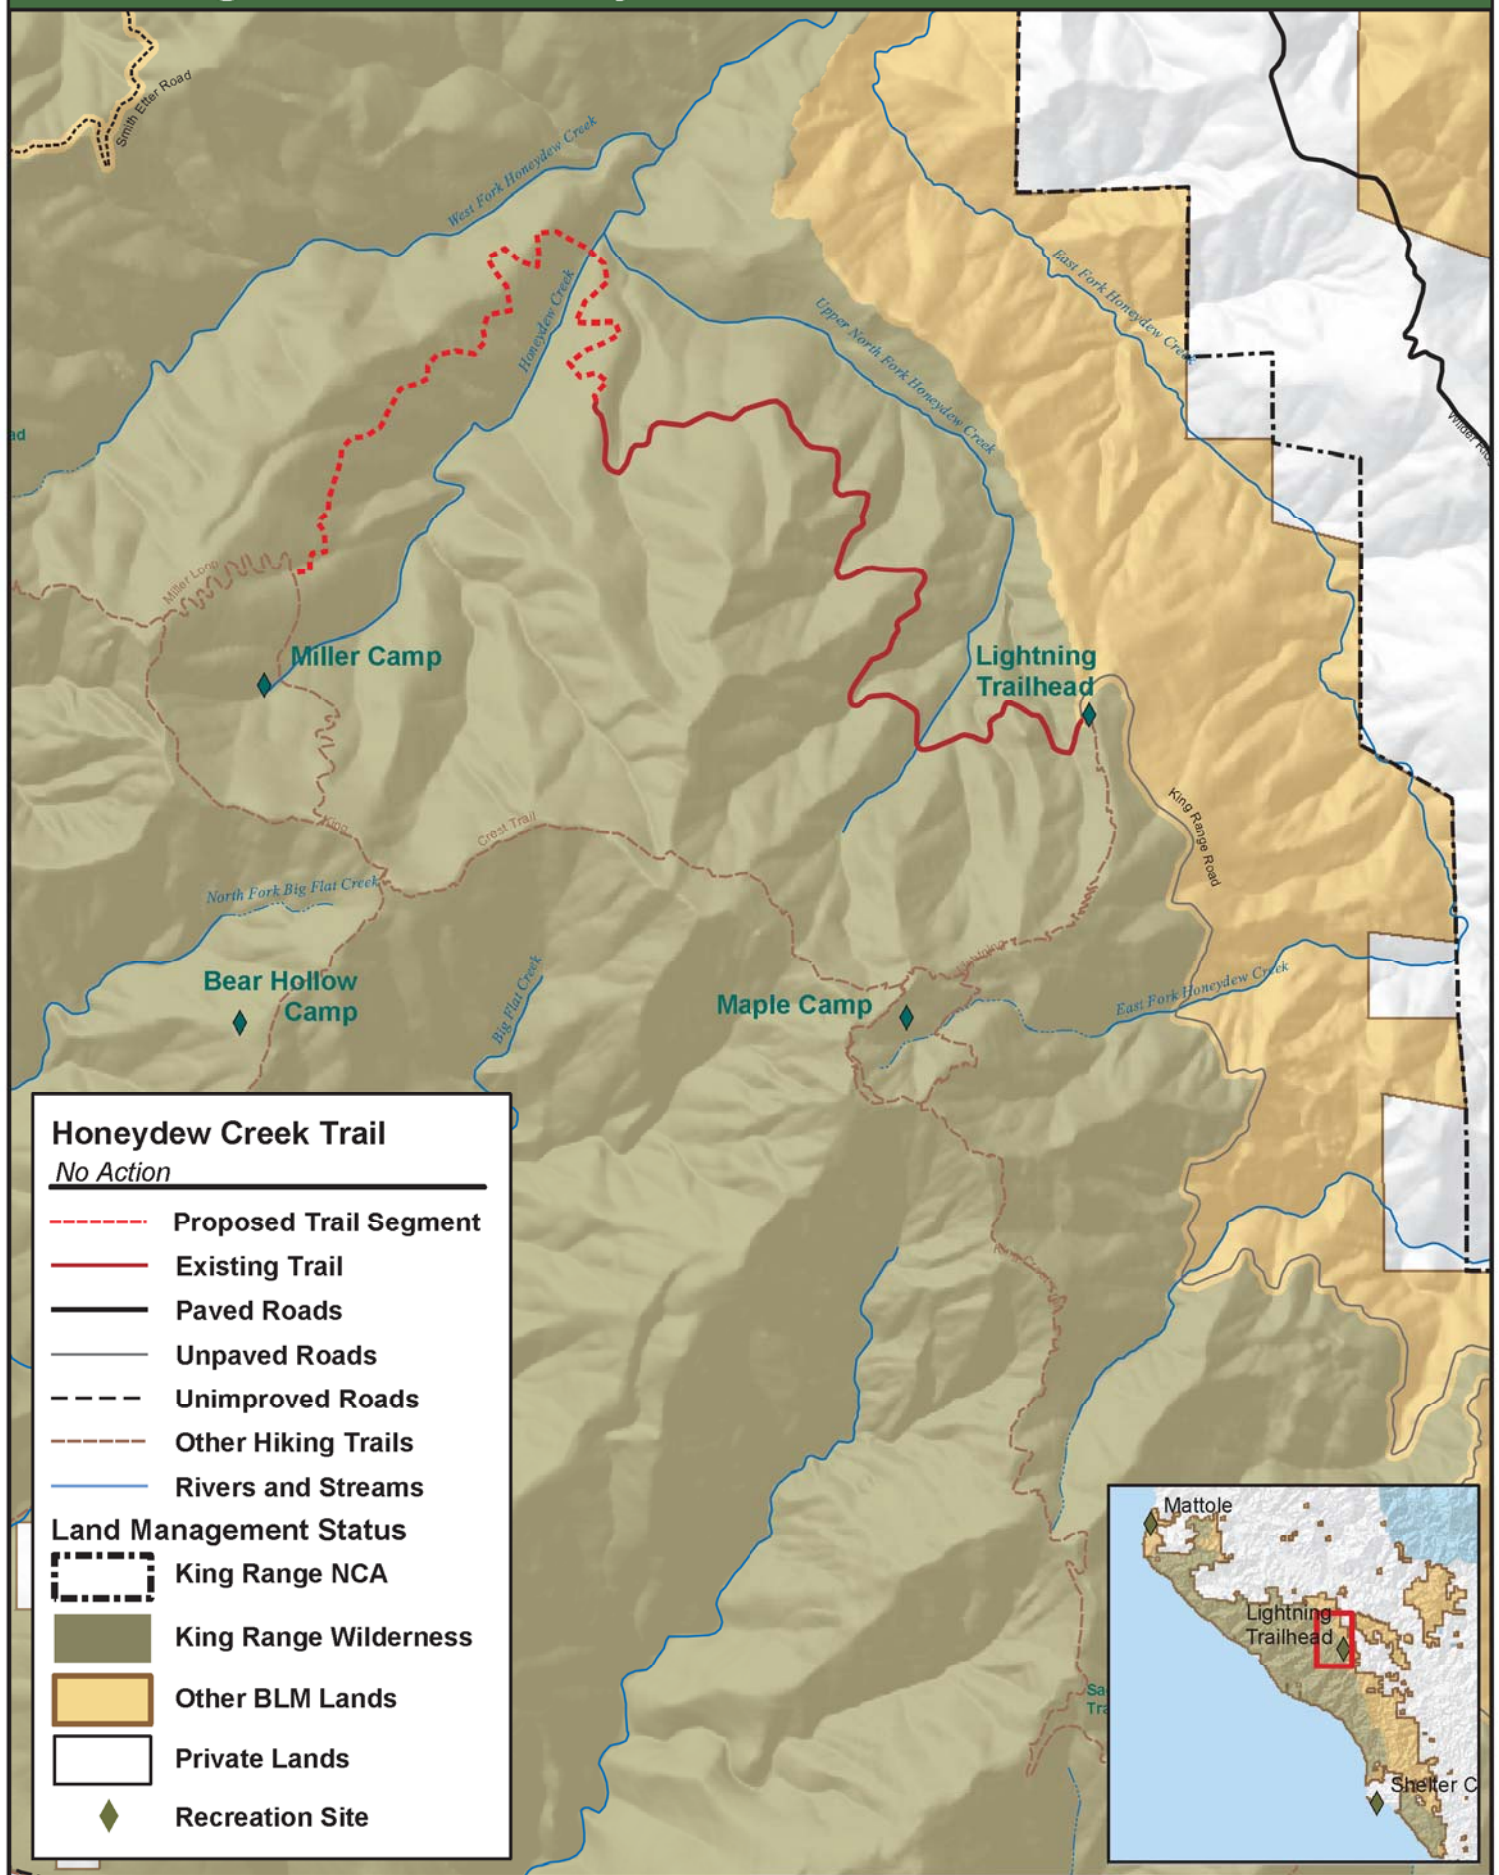 Smith Etter Road
West Fork Honeydew Creek
Honeydew Creek
Upper North Fork Honeydew Creek
East Fork Honeydew Creek
ad
Miller Loop
Miller Camp
Lightning
Trailhead
King Range Road
King
Crest Trail
North Fork Big Flat Creek
Bear Hollow
Camp
Big Flat Creek
Lightning
Maple Camp
East Fork Honeydew Creek
Honeydew Creek Trail
No Action
Proposed Trail Segment
Existing Trail
Paved Roads
Unpaved Roads
Unimproved Roads
Other Hiking Trails
Rivers and Streams
Land Management Status
King Range NCA
King Range Wilderness
Other BLM Lands
Private Lands
Recreation Site
Mattole
Lightning
Trailhead
Shelter C